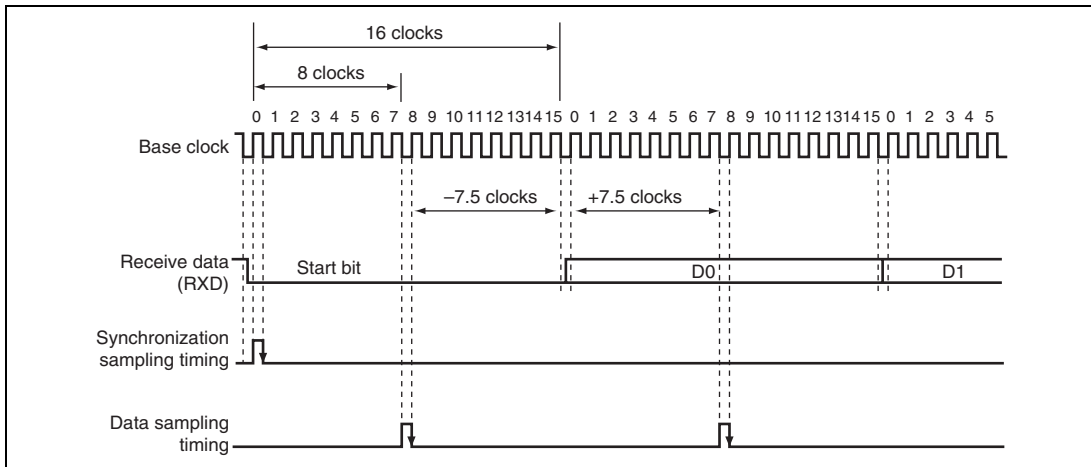 16 clocks
8 clocks
0 1 2 3 4 5 6 7 8 9 10 11 12 13 14 15 0 1 2 3 4 5 6 7 8 9 10 11 12 13 14 15 0 1 2 3 4 5
Base clock
–7.5 clocks +7.5 clocks
Receive data
(RXD)
Start bit D0 D1
Synchronization
sampling timing
Data sampling
timing